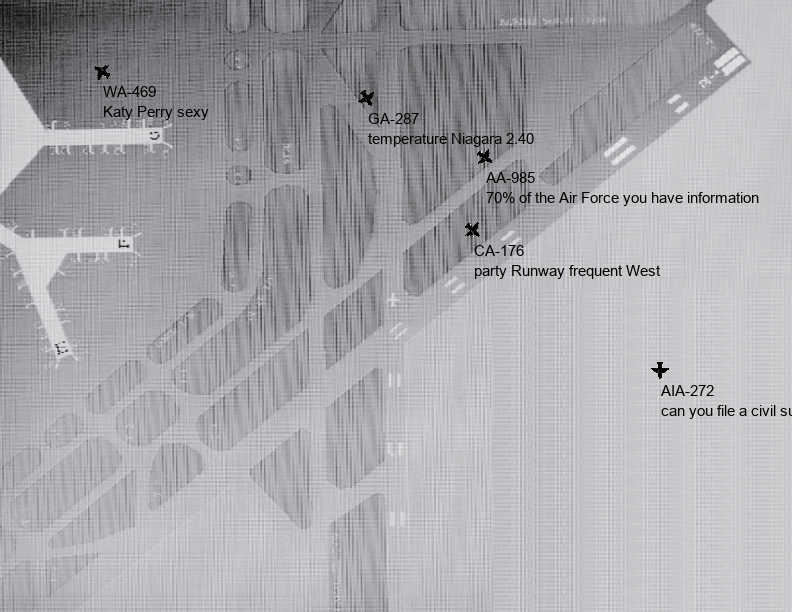 WA-469
Katy Perry sexy
GA-287
temperature Niagara 2.40
AA-985
70% of the Air Force you have information
CA-176
party Runway frequent West
AIA-272
can you file a civil